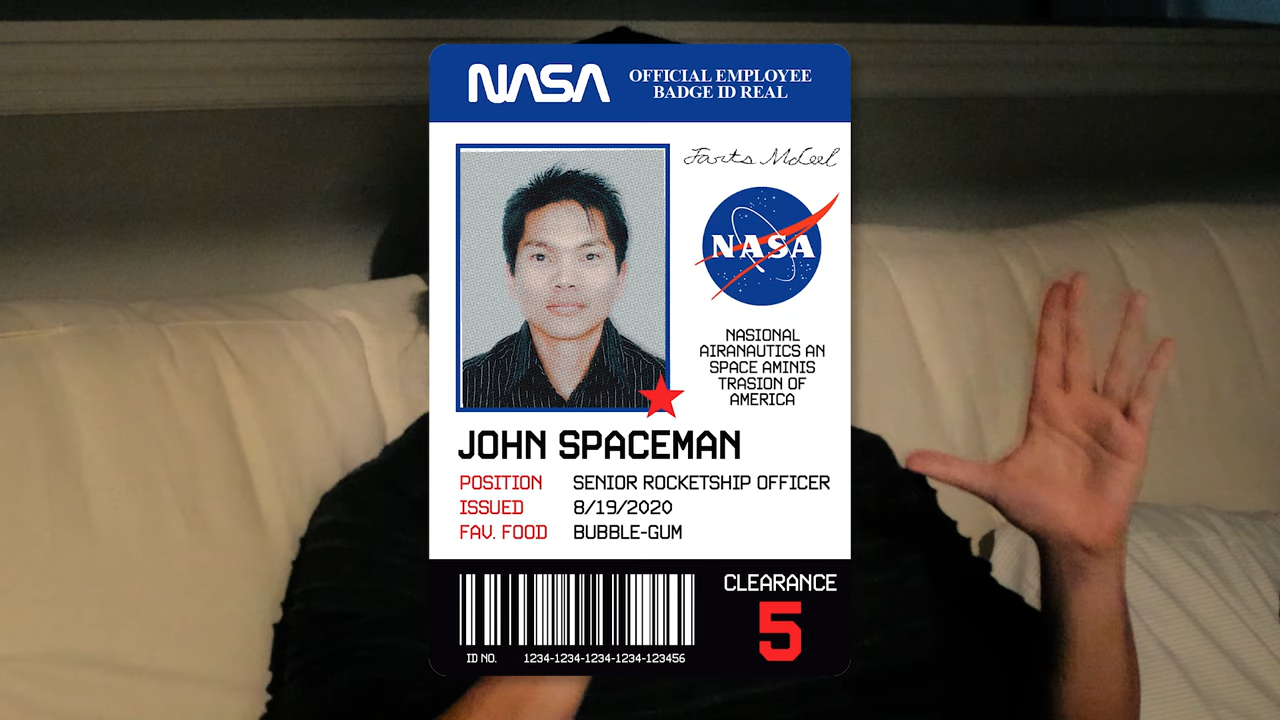 NASA
OFFICIAL EMPLOYEE
BADGE ID REAL
Farts McCool
NASA
NASIONAL
AIRANAUTICS AN
SPACE AMINIS
TRASION OF
AMERICA
JOHN SPACEMAN
POSITION SENIOR ROCKETSHIP OFFICER
ISSUED 8/19/2020
FAV. FOOD BUBBLE-GUM
CLEARANCE
5
ID NO. 1234-1234-1234-1234-123456